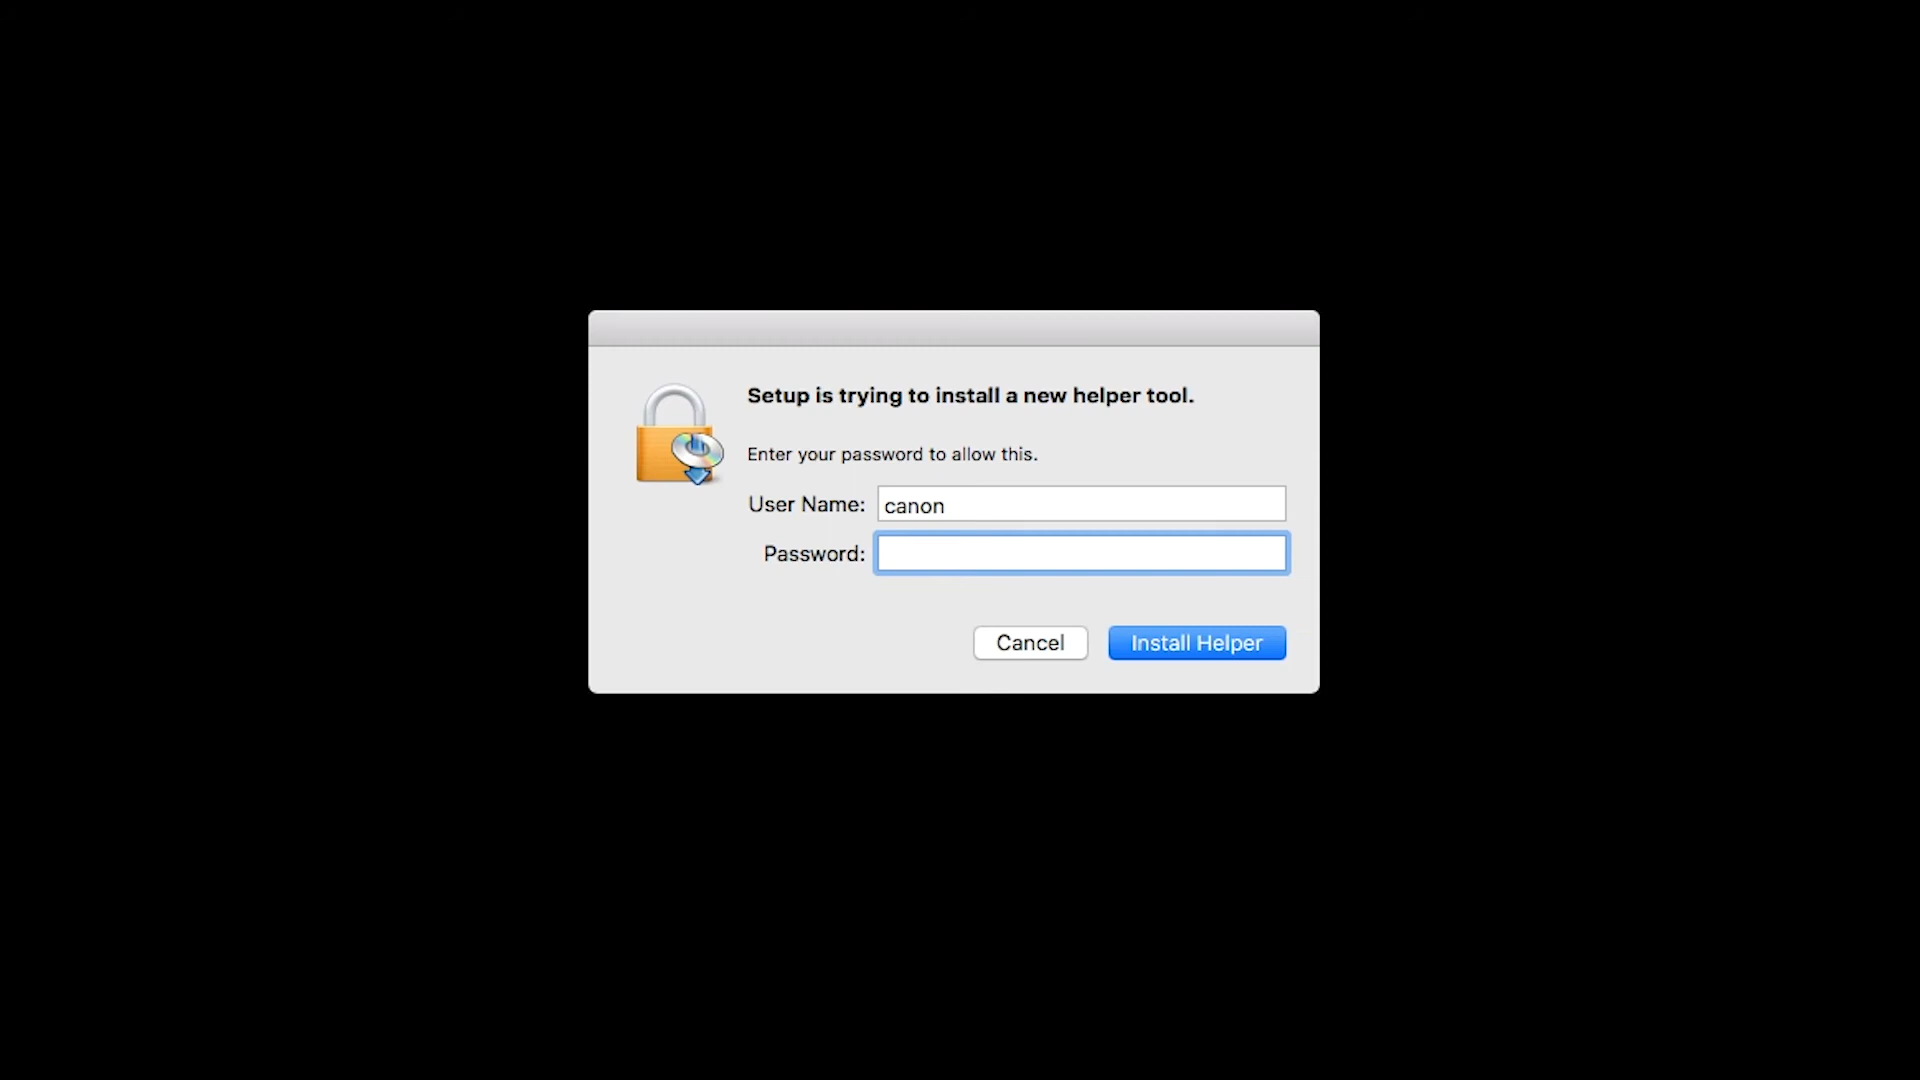 Setup is trying to install a new helper tool.
Enter your password to allow this.
User Name: canon
Password:
Cancel Install Helper